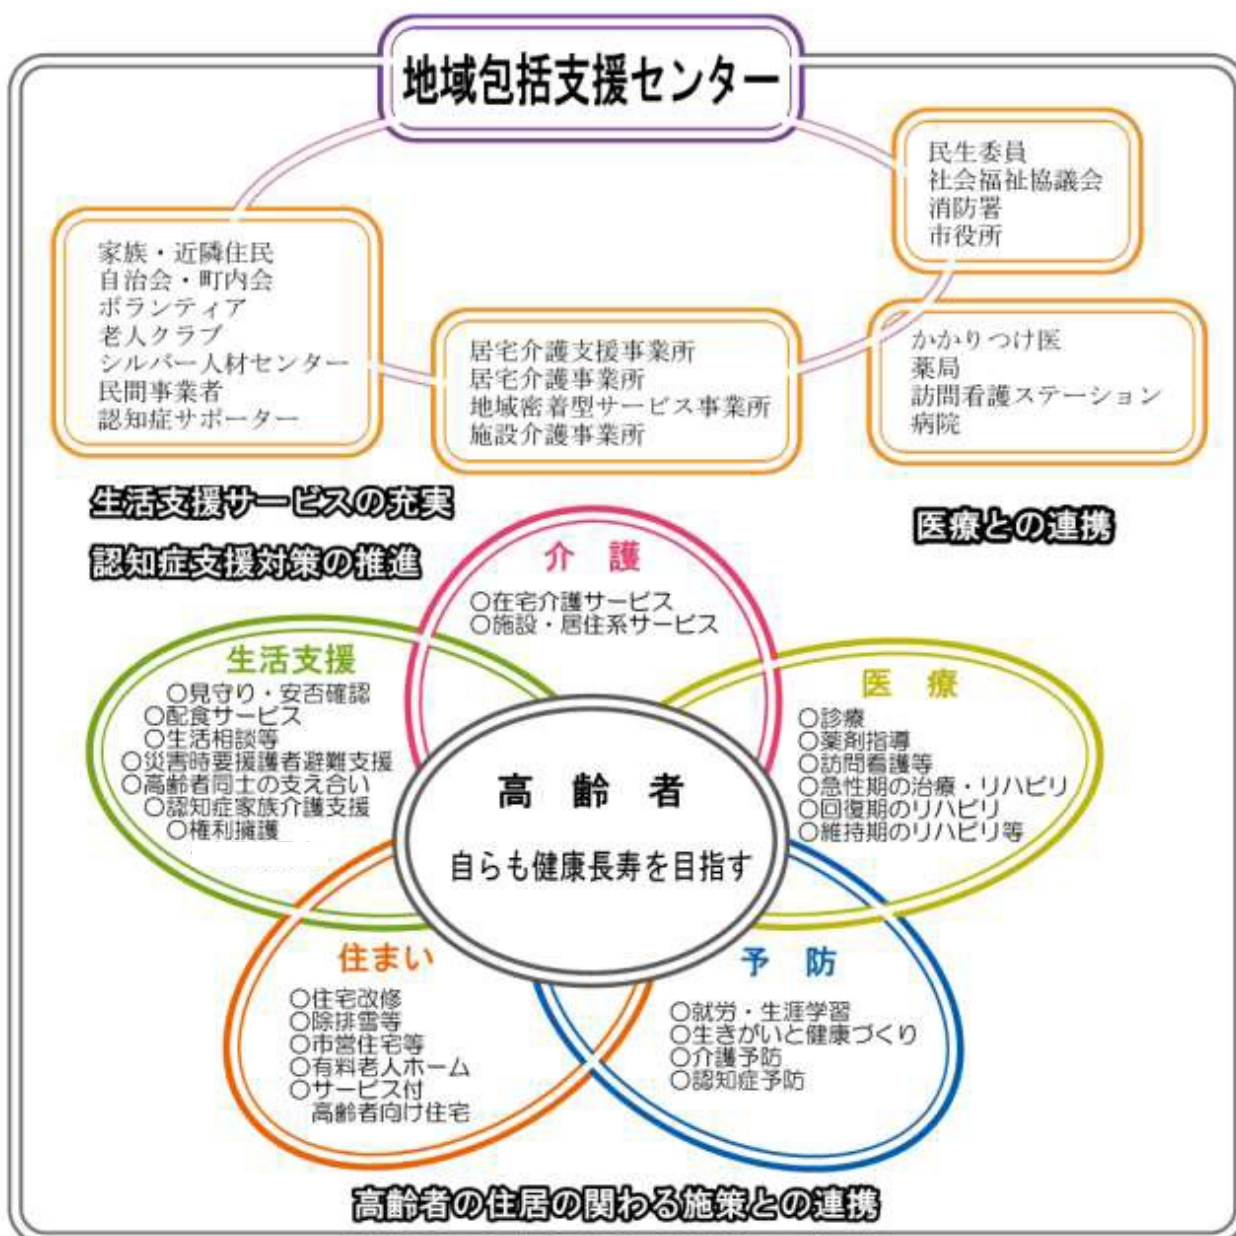 地域包括支援センター
民生委員
社会福祉協議会
消防署
市役所
家族・近隣住民
自治会・町内会
ボランティア
老人クラブ
シルバー人材センター
民間事業者
認知症サポーター
居宅介護支援事業所
居宅介護事業所
地域密着型サービス事業所
施設介護事業所
かかりつけ医
薬局
訪問看護ステーション
病院
生活支援サービスの充実
認知症支援対策の推進
医療との連携
介 護
○在宅介護サービス
○施設・居住系サービス
生活支援
○見守り・安否確認
○配食サービス
○生活相談等
○災害時要援護者避難支援
○高齢者同士の支え合い
○認知症家族介護支援
○権利擁護
医 療
○診療
○薬剤指導
○訪問看護等
○急性期の治療・リハビリ
○回復期のリハビリ
○維持期のリハビリ等
高 齢 者
自らも健康長寿を目指す
住まい
○住宅改修
○除排雪等
○市営住宅等
○有料老人ホーム
○サービス付
高齢者向け住宅
予 防
○就労・生涯学習
○生きがいと健康づくり
○介護予防
○認知症予防
高齢者の住居の関わる施策との連携